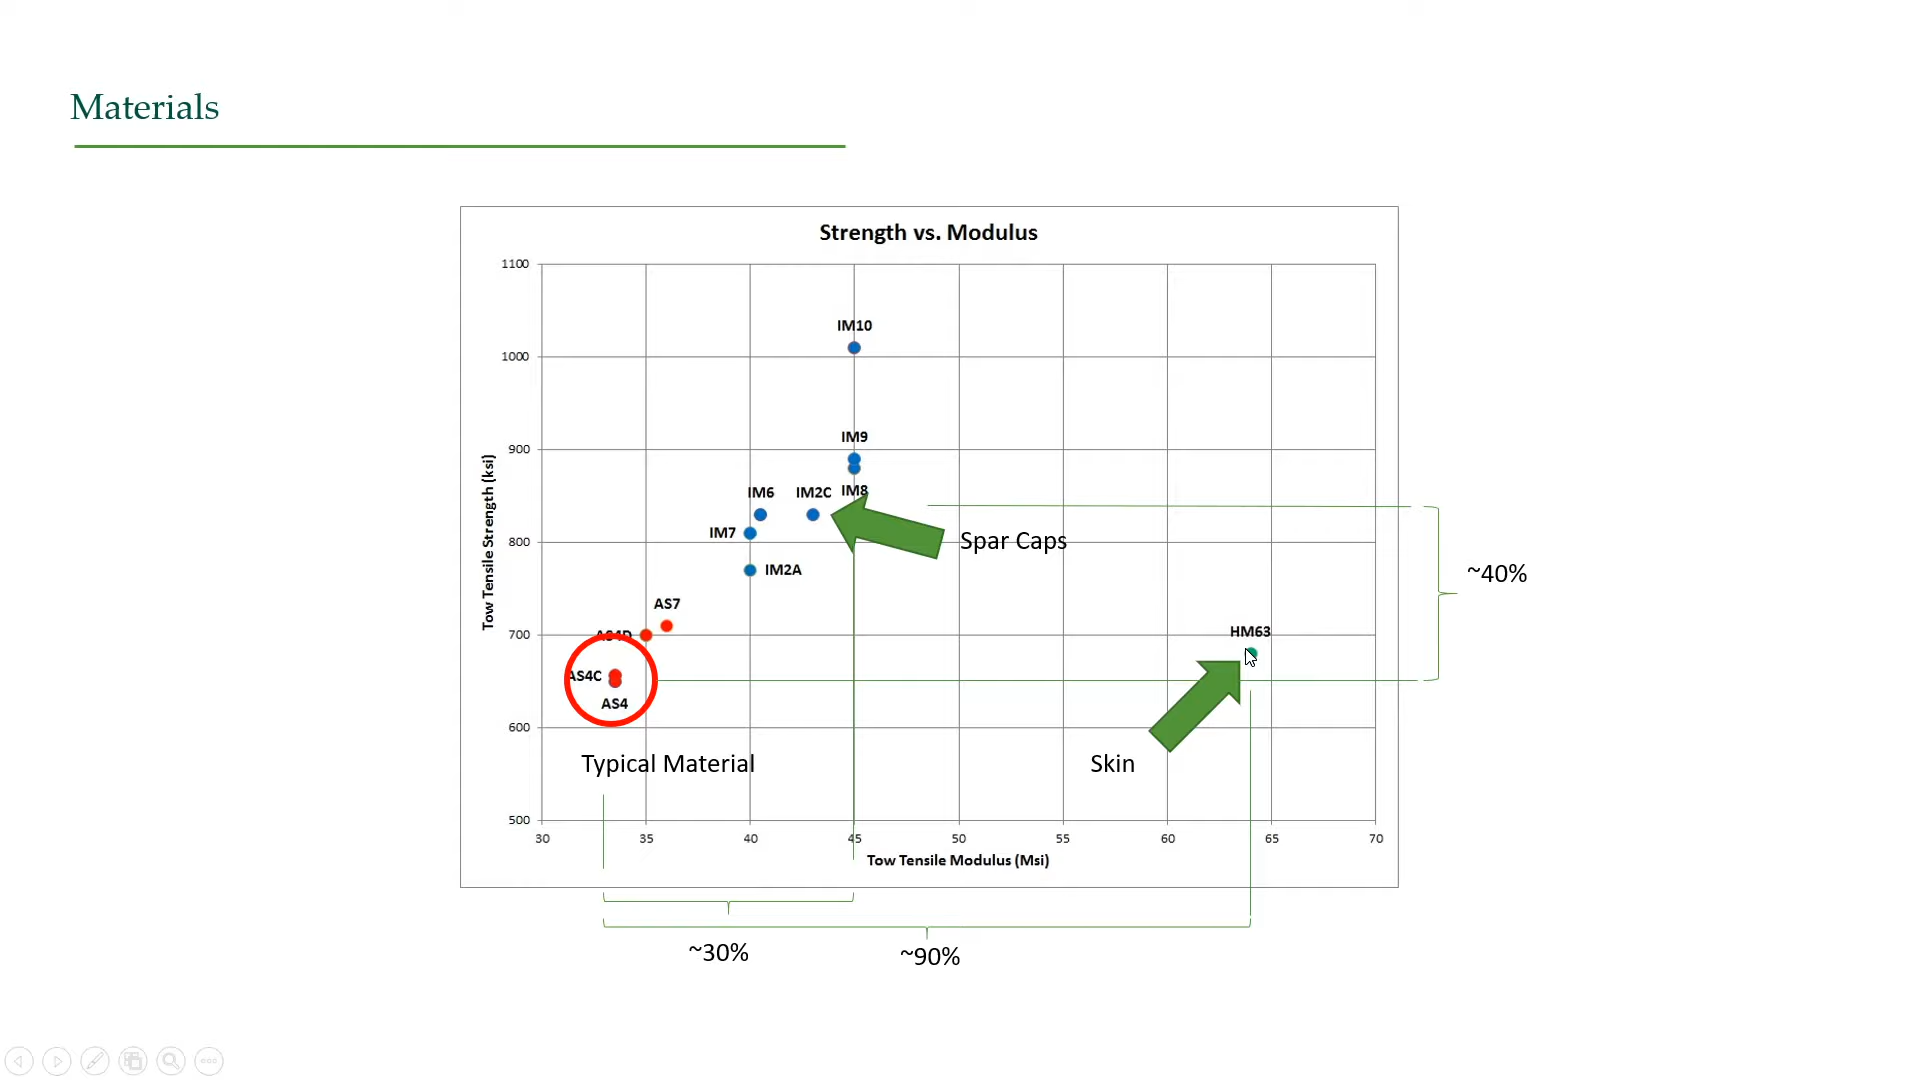 Materials
Strength vs. Modulus
1100
IM10
1000
IM9
900
IM6
IM2C
IM8
IM7
Spar Caps
800
IM2A
~40%
AS7
HM63
700
AS4D
AS4C
AS4
600
Typical Material
Skin
500
Tow Tensile Strength (ksi)
30 35 40 45 50 55 60 65 70
Tow Tensile Modulus (Msi)
~30%
~90%